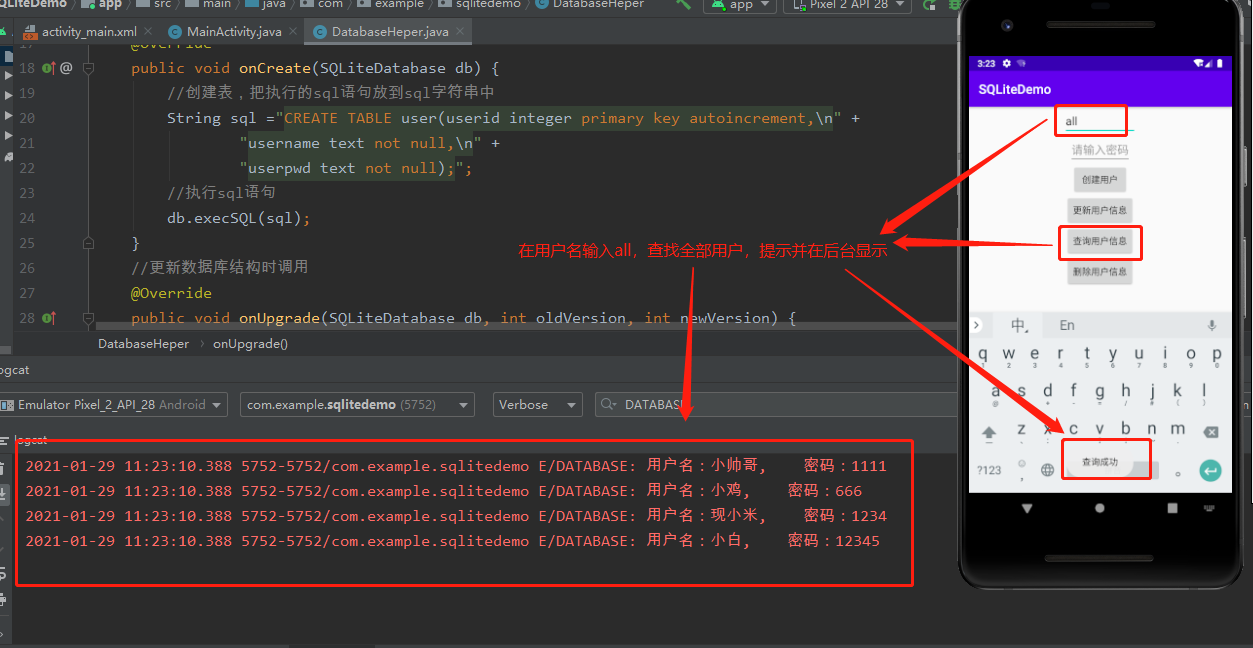 QLiteDemo 〉 app 〉 src 〉 main 〉 java 〉 com 〉 example 〉 sqlitedemo 〉 DatabaseHeper
app
Pixel 2 API 28
activity_main.xml
MainActivity.java
DatabaseHeper.java
17 @Override
18 public void onCreate(SQLiteDatabase db) {
19 //创建表，把执行的sql语句放到sql字符串中
20 String sql ="CREATE TABLE user(userid integer primary key autoincrement,\n" +
21 "username text not null,\n" +
22 "userpwd text not null);";
23 //执行sql语句
24 db.execSQL(sql);
25 }
26 //更新数据库结构时调用
27 @Override
28 public void onUpgrade(SQLiteDatabase db, int oldVersion, int newVersion) {
在用户名输入all，查找全部用户，提示并在后台显示
DatabaseHeper 〉 onUpgrade()
ogcat
Emulator Pixel_2_API_28 Android
com.example.sqlitedemo (5752)
Verbose
DATABASE
logcat
2021-01-29 11:23:10.388 5752-5752/com.example.sqlitedemo E/DATABASE: 用户名：小帅哥, 密码：1111
2021-01-29 11:23:10.388 5752-5752/com.example.sqlitedemo E/DATABASE: 用户名：小鸡, 密码：666
2021-01-29 11:23:10.388 5752-5752/com.example.sqlitedemo E/DATABASE: 用户名：现小米, 密码：1234
2021-01-29 11:23:10.388 5752-5752/com.example.sqlitedemo E/DATABASE: 用户名：小白, 密码：12345
3:23
SQLiteDemo
all
请输入密码
创建用户
更新用户信息
查询用户信息
删除用户信息
中 En
q w e r t y u i o p
1 2 3 4 5 6 7 8 9 0
a s d f g h j k l
z x c v b n m
?123
查询成功